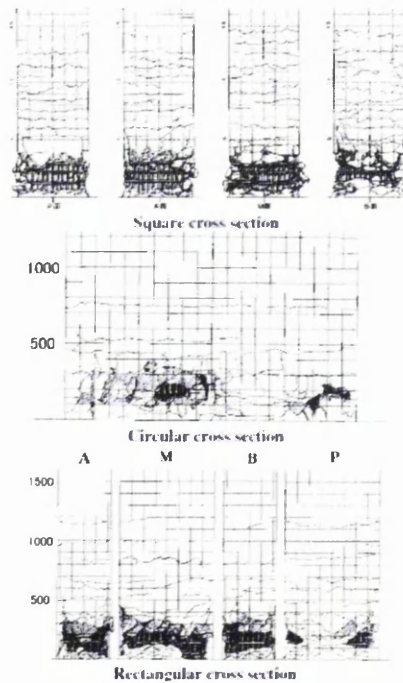 Square cross section
1000
500
Circular cross section
A M B P
1500
1000
500
Rectangular cross section